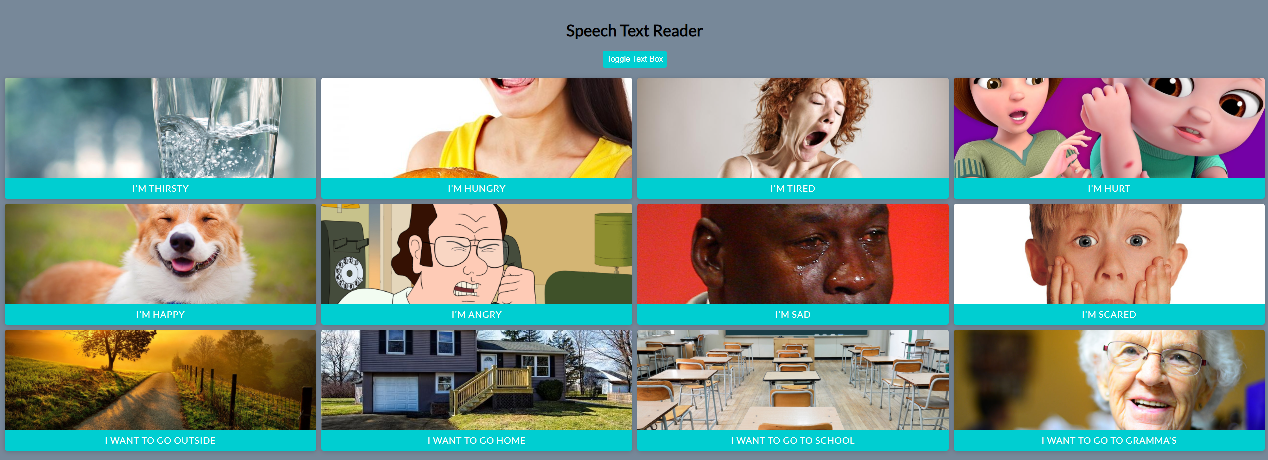 Speech Text Reader
Toggle Text Box
I'M THIRSTY
I'M HUNGRY
I'M TIRED
I'M HURT
I'M HAPPY
I'M ANGRY
I'M SAD
I'M SCARED
I WANT TO GO OUTSIDE
I WANT TO GO HOME
I WANT TO GO TO SCHOOL
I WANT TO GO TO GRAMMA'S